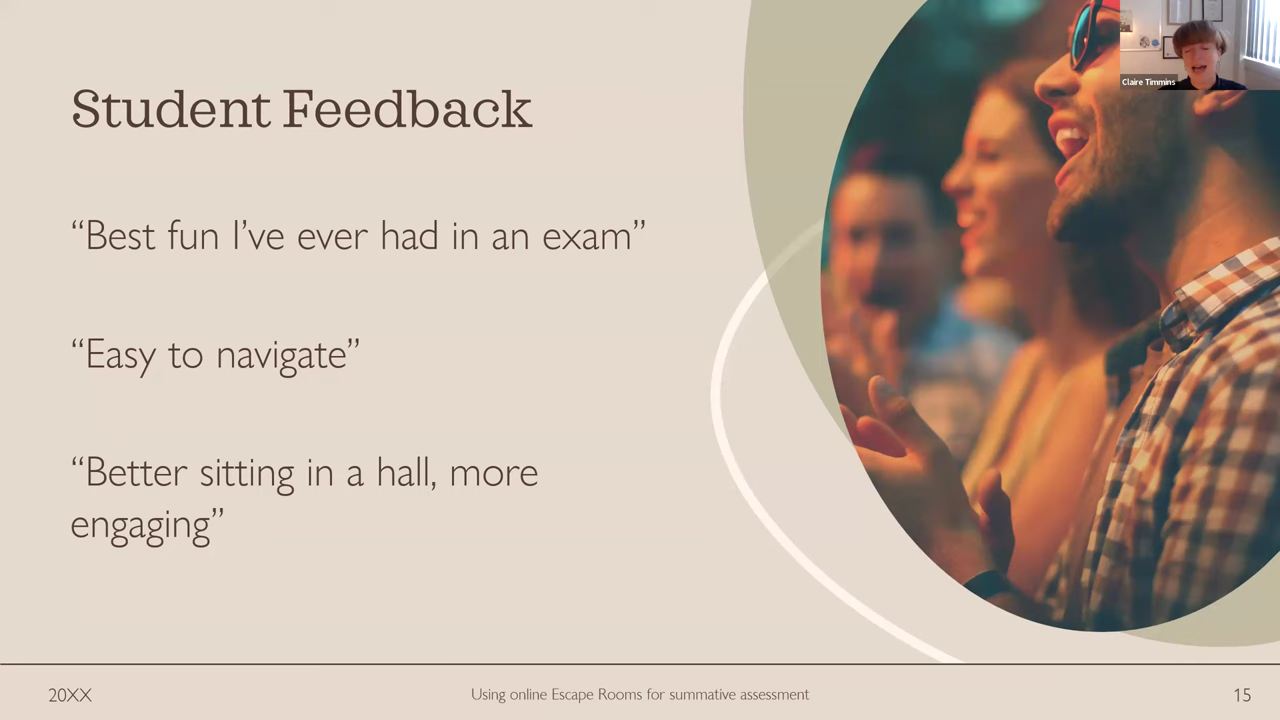 Student Feedback
“Best fun I’ve ever had in an exam”
“Easy to navigate”
“Better sitting in a hall, more
engaging”
Claire Timmins
20XX
Using online Escape Rooms for summative assessment
15